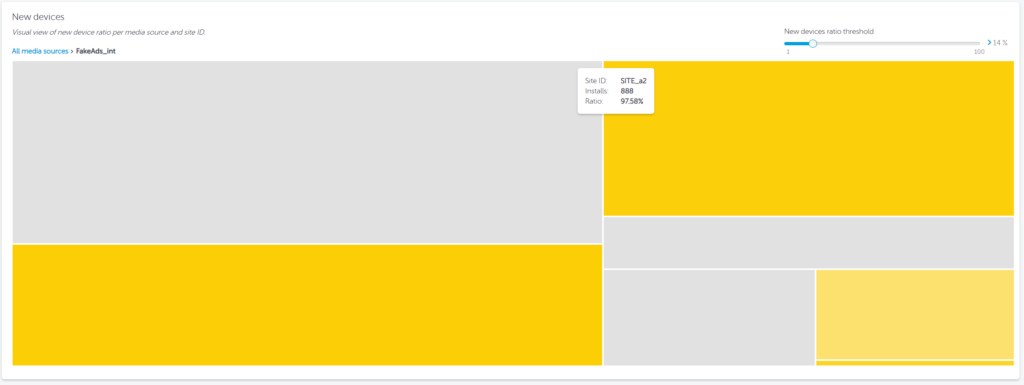 New devices
Visual view of new device ratio per media source and site ID.
New devices ratio threshold
All media sources > FakeAds_int
> 14 %
1 100
Site ID: SITE_a2
Installs: 888
Ratio: 97.58%